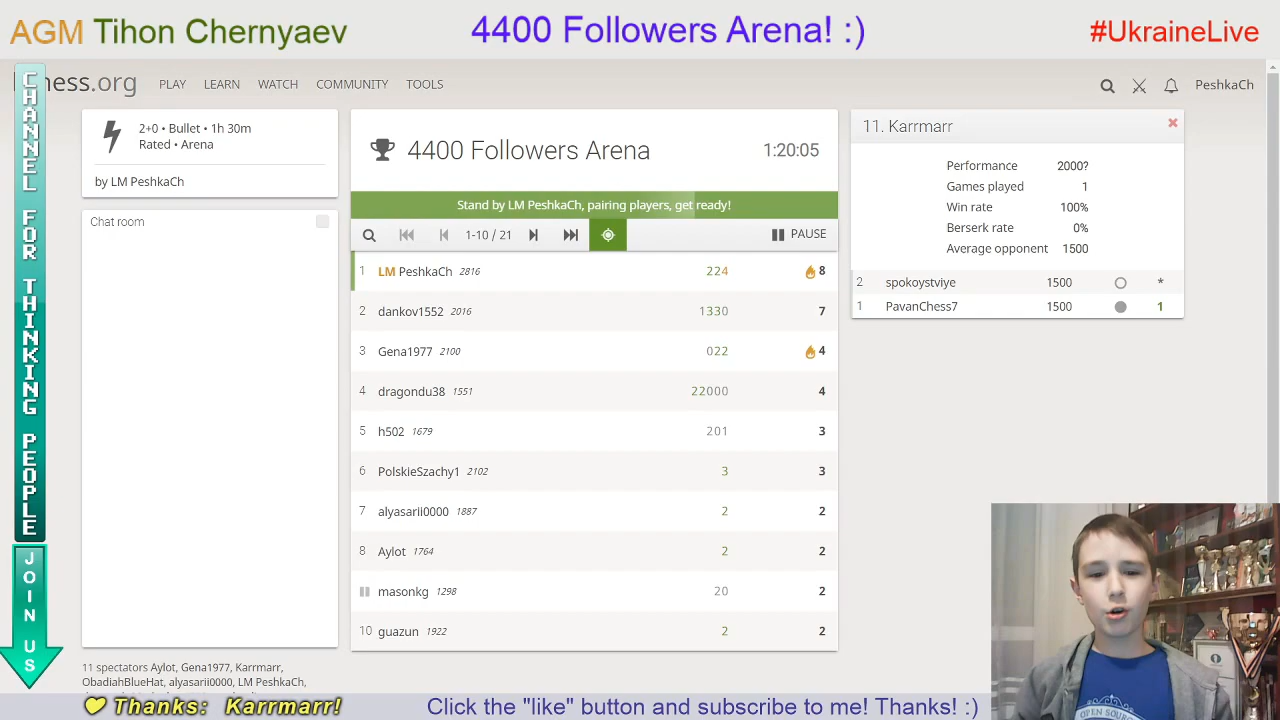 AGM Tihon Chernyaev
4400 Followers Arena! :)
#UkraineLive
CHANNEL FOR THINKING PEOPLE
JOIN US
hess.org
PLAY
LEARN
WATCH
COMMUNITY
TOOLS
PeshkaCh
2+0 • Bullet • 1h 30m
Rated • Arena
by LM PeshkaCh
Chat room
4400 Followers Arena
1:20:05
Stand by LM PeshkaCh, pairing players, get ready!
1-10 / 21
PAUSE
1 LM PeshkaCh 2816 224 8
2 dankov1552 2016 1330 7
3 Gena1977 2100 022 4
4 dragondu38 1551 22000 4
5 h502 1679 201 3
6 PolskieSzachy1 2102 3 3
7 alyasarii0000 1887 2 2
8 Aylot 1764 2 2
masonkg 1298 20 2
10 guazun 1922 2 2
11. Karrmarr
Performance 2000?
Games played 1
Win rate 100%
Berserk rate 0%
Average opponent 1500
2 spokoystviye 1500 *
1 PavanChess7 1500 1
11 spectators Aylot, Gena1977, Karrmarr,
ObadiahBlueHat, alyasarii0000, LM PeshkaCh,
Thanks: Karrmarr!
Click the "like" button and subscribe to me! Thanks! :)
OPEN SOURCE